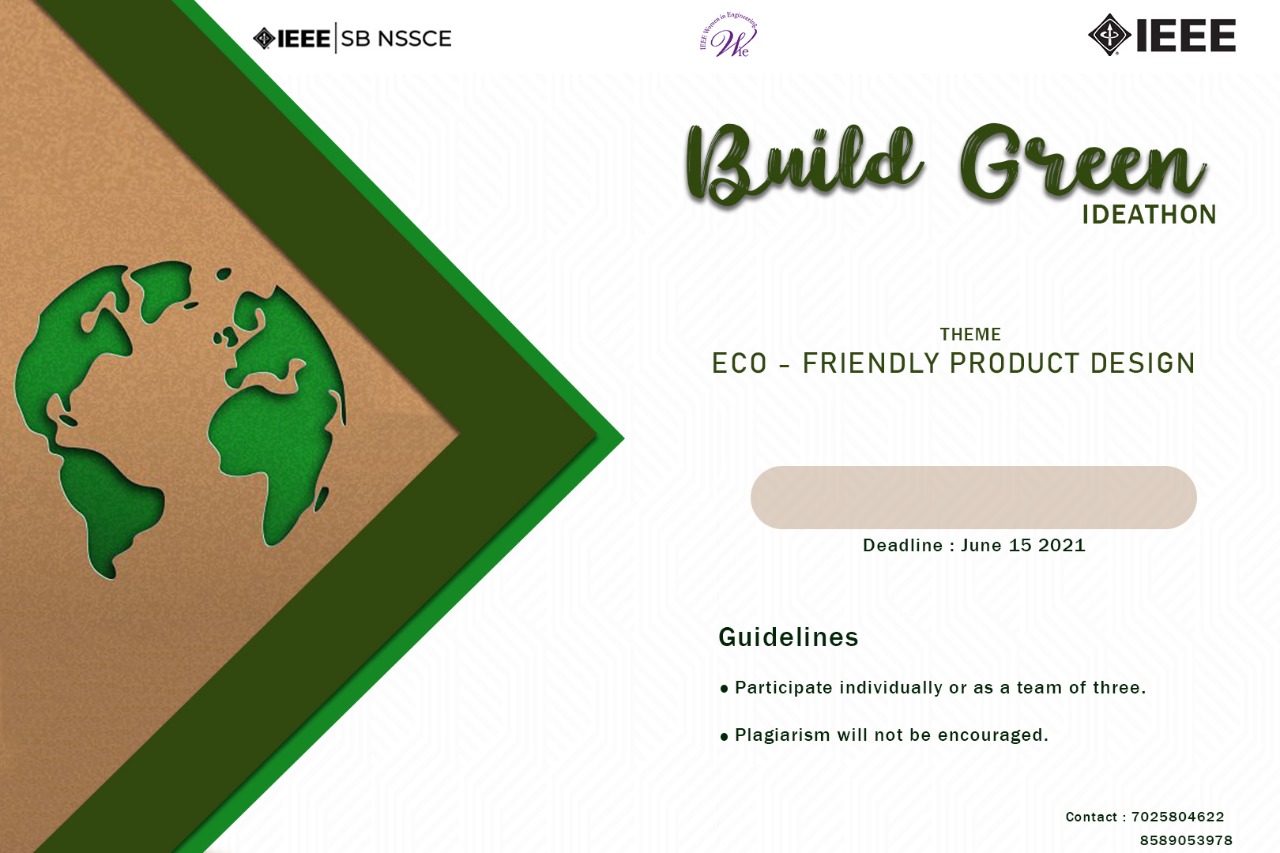 IEEE SB NSSCE
IEEE Women in Engineering
Wie
IEEE
Build Green
IDEATHON
THEME
ECO - FRIENDLY PRODUCT DESIGN
Deadline : June 15 2021
Guidelines
• Participate individually or as a team of three.
• Plagiarism will not be encouraged.
Contact : 7025804622
8589053978